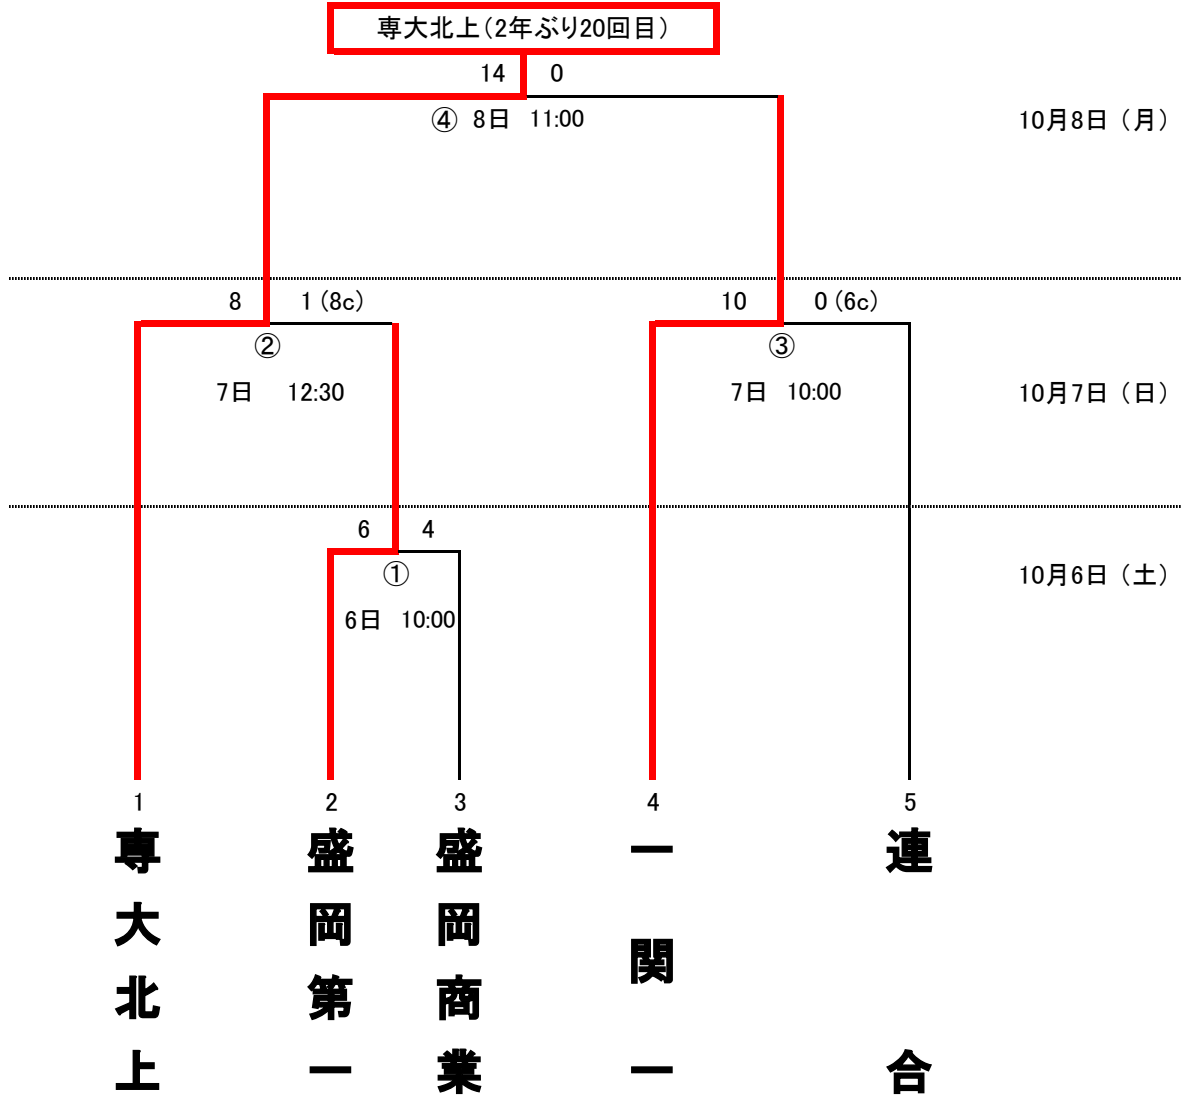 専大北上（2年ぶり20回目）
14 0
④ 8日 11:00 10月8日（月）
8 1（8c） 10 0（6c）
② ③
7日 12:30 7日 10:00 10月7日（日）
6 4
① 10月6日（土）
6日 10:00
1 2 3 4 5
専大北上
盛岡第一
盛岡商業
一関一
連合